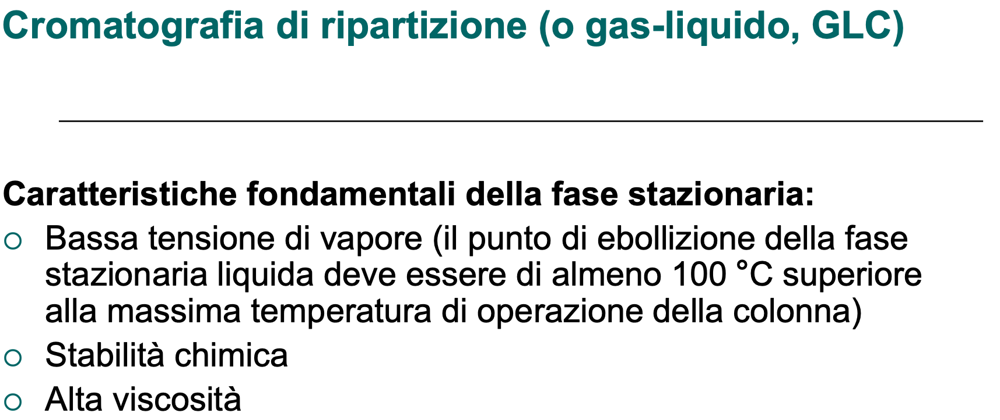 Cromatografia di ripartizione (o gas-liquido, GLC)
Caratteristiche fondamentali della fase stazionaria:
Bassa tensione di vapore (il punto di ebollizione della fase
stazionaria liquida deve essere di almeno 100 °C superiore
alla massima temperatura di operazione della colonna)
Stabilità chimica
Alta viscosità